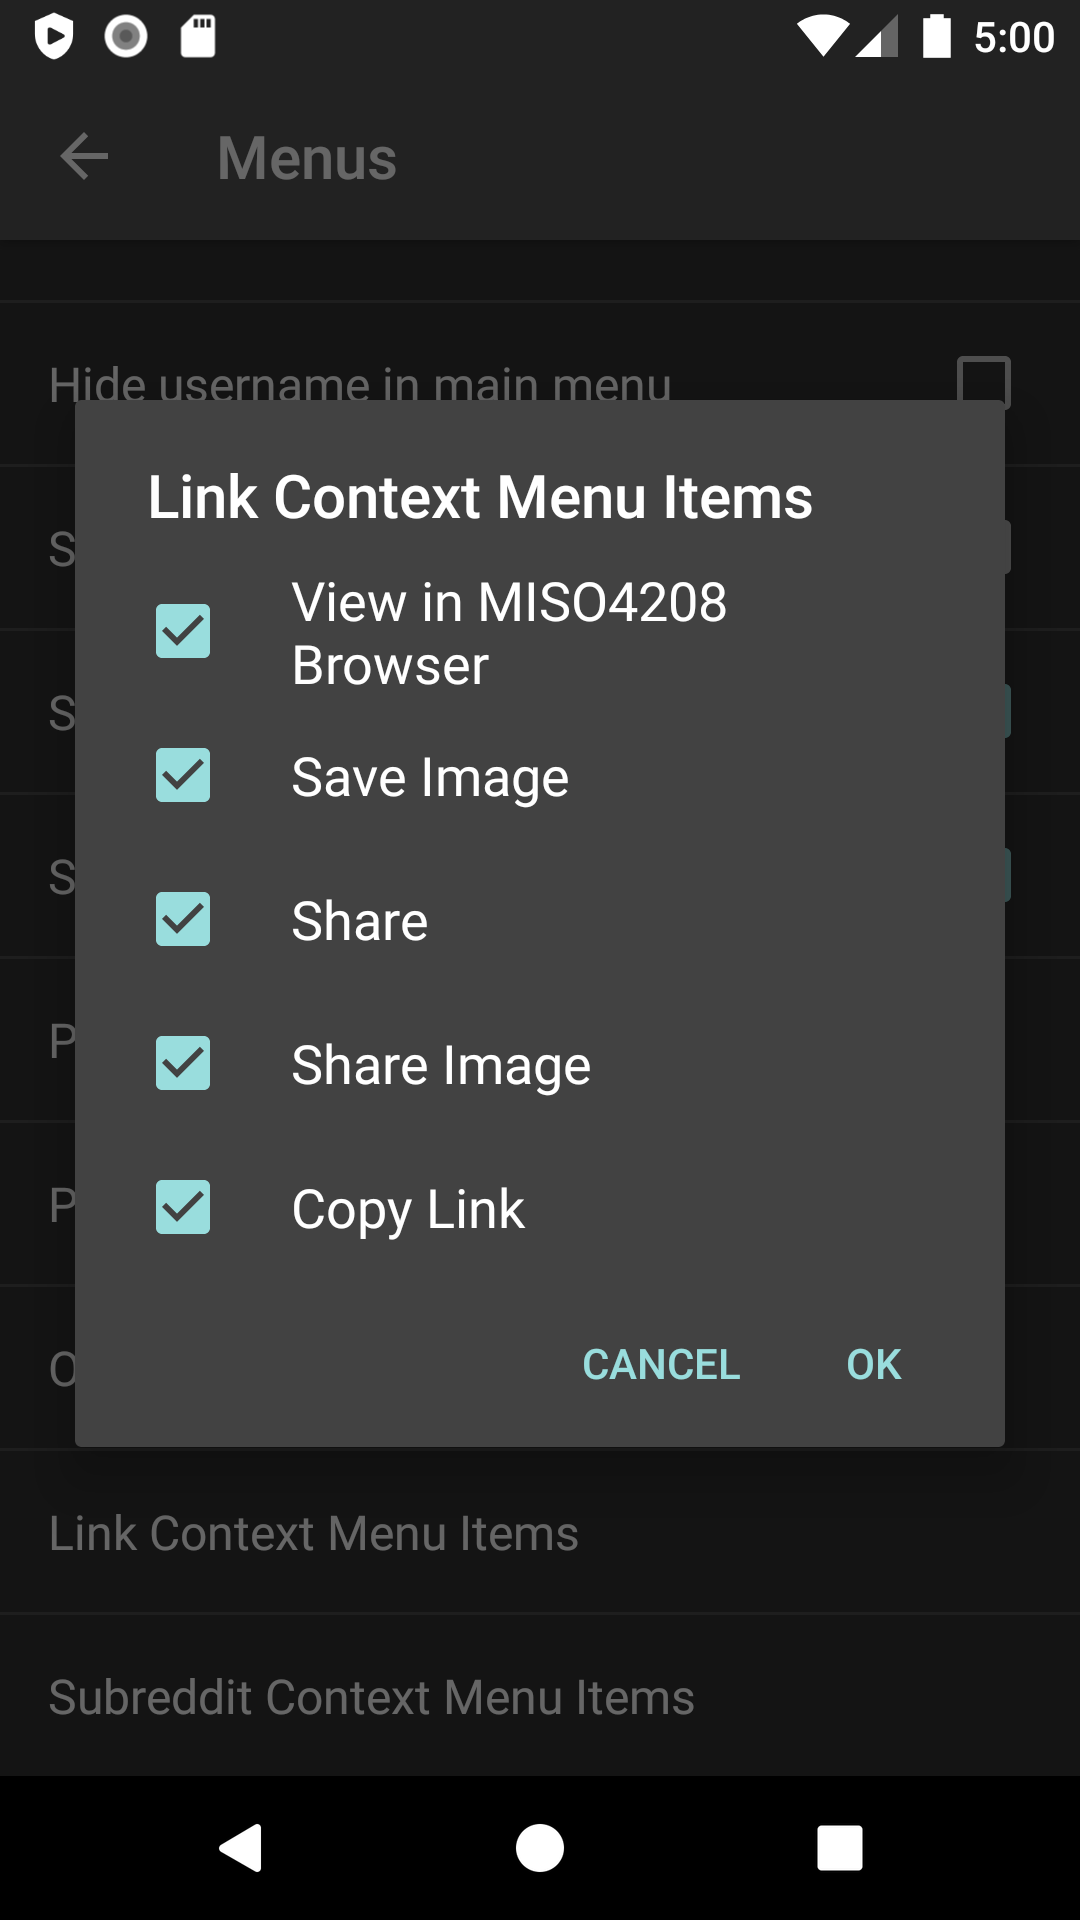 5:00
Menus
Hide username in main menu
Link Context Menu Items
View in MISO4208
Browser
Save Image
Share
Share Image
Copy Link
CANCEL OK
Link Context Menu Items
Subreddit Context Menu Items